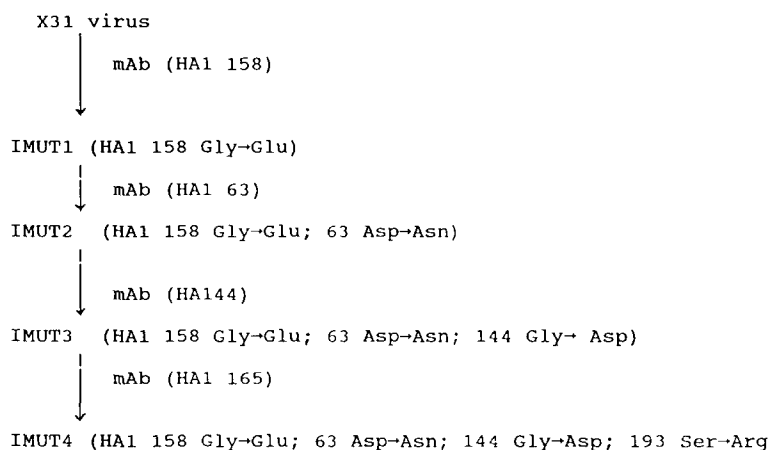 X31 virus
mAb (HA1 158)
IMUT1 (HA1 158 Gly→Glu)
mAb (HA1 63)
IMUT2 (HA1 158 Gly→Glu; 63 Asp→Asn)
mAb (HA144)
IMUT3 (HA1 158 Gly→Glu; 63 Asp→Asn; 144 Gly→ Asp)
mAb (HA1 165)
IMUT4 (HA1 158 Gly→Glu; 63 Asp→Asn; 144 Gly→Asp; 193 Ser→Arg